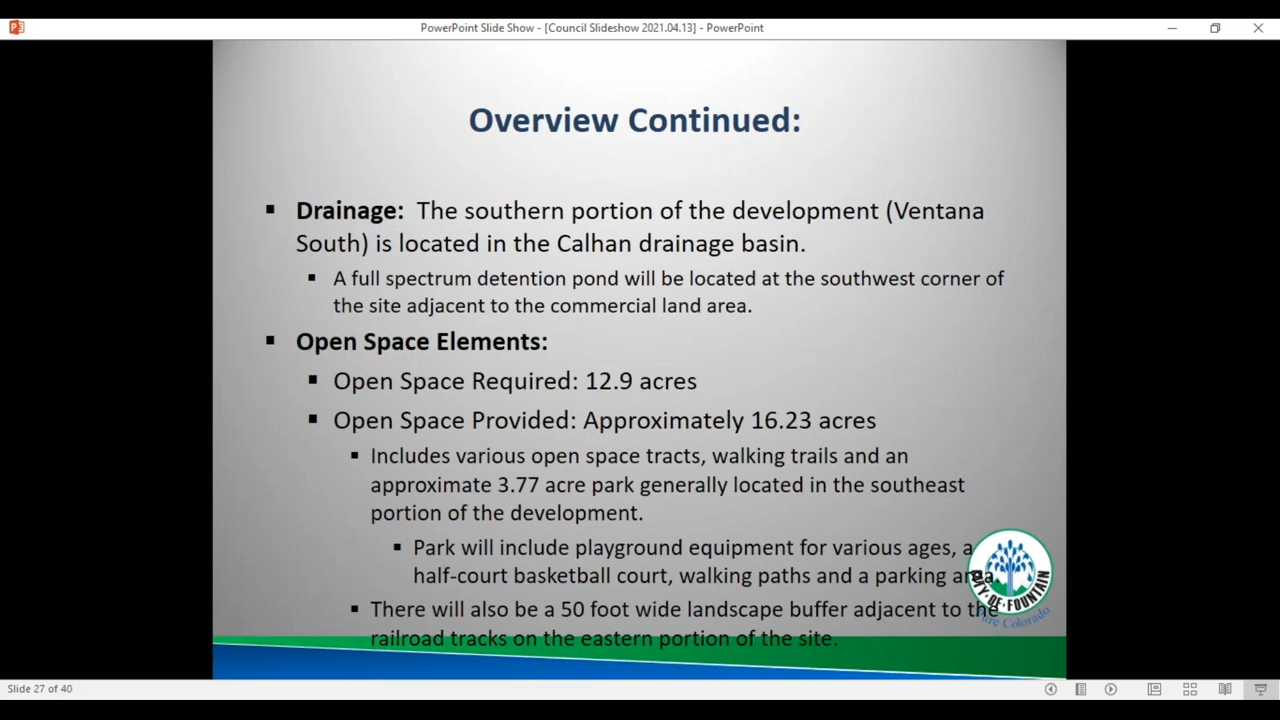 PowerPoint Slide Show - [Council Slideshow 2021.04.13] - PowerPoint
Overview Continued:
▪ Drainage: The southern portion of the development (Ventana
South) is located in the Calhan drainage basin.
▪ A full spectrum detention pond will be located at the southwest corner of
the site adjacent to the commercial land area.
▪ Open Space Elements:
▪ Open Space Required: 12.9 acres
▪ Open Space Provided: Approximately 16.23 acres
▪ Includes various open space tracts, walking trails and an
approximate 3.77 acre park generally located in the southeast
portion of the development.
▪ Park will include playground equipment for various ages, a
half-court basketball court, walking paths and a parking area.
▪ There will also be a 50 foot wide landscape buffer adjacent to the
railroad tracks on the eastern portion of the site.
CITY·OF·FOUNTAIN
Pure Colorado
Slide 27 of 40